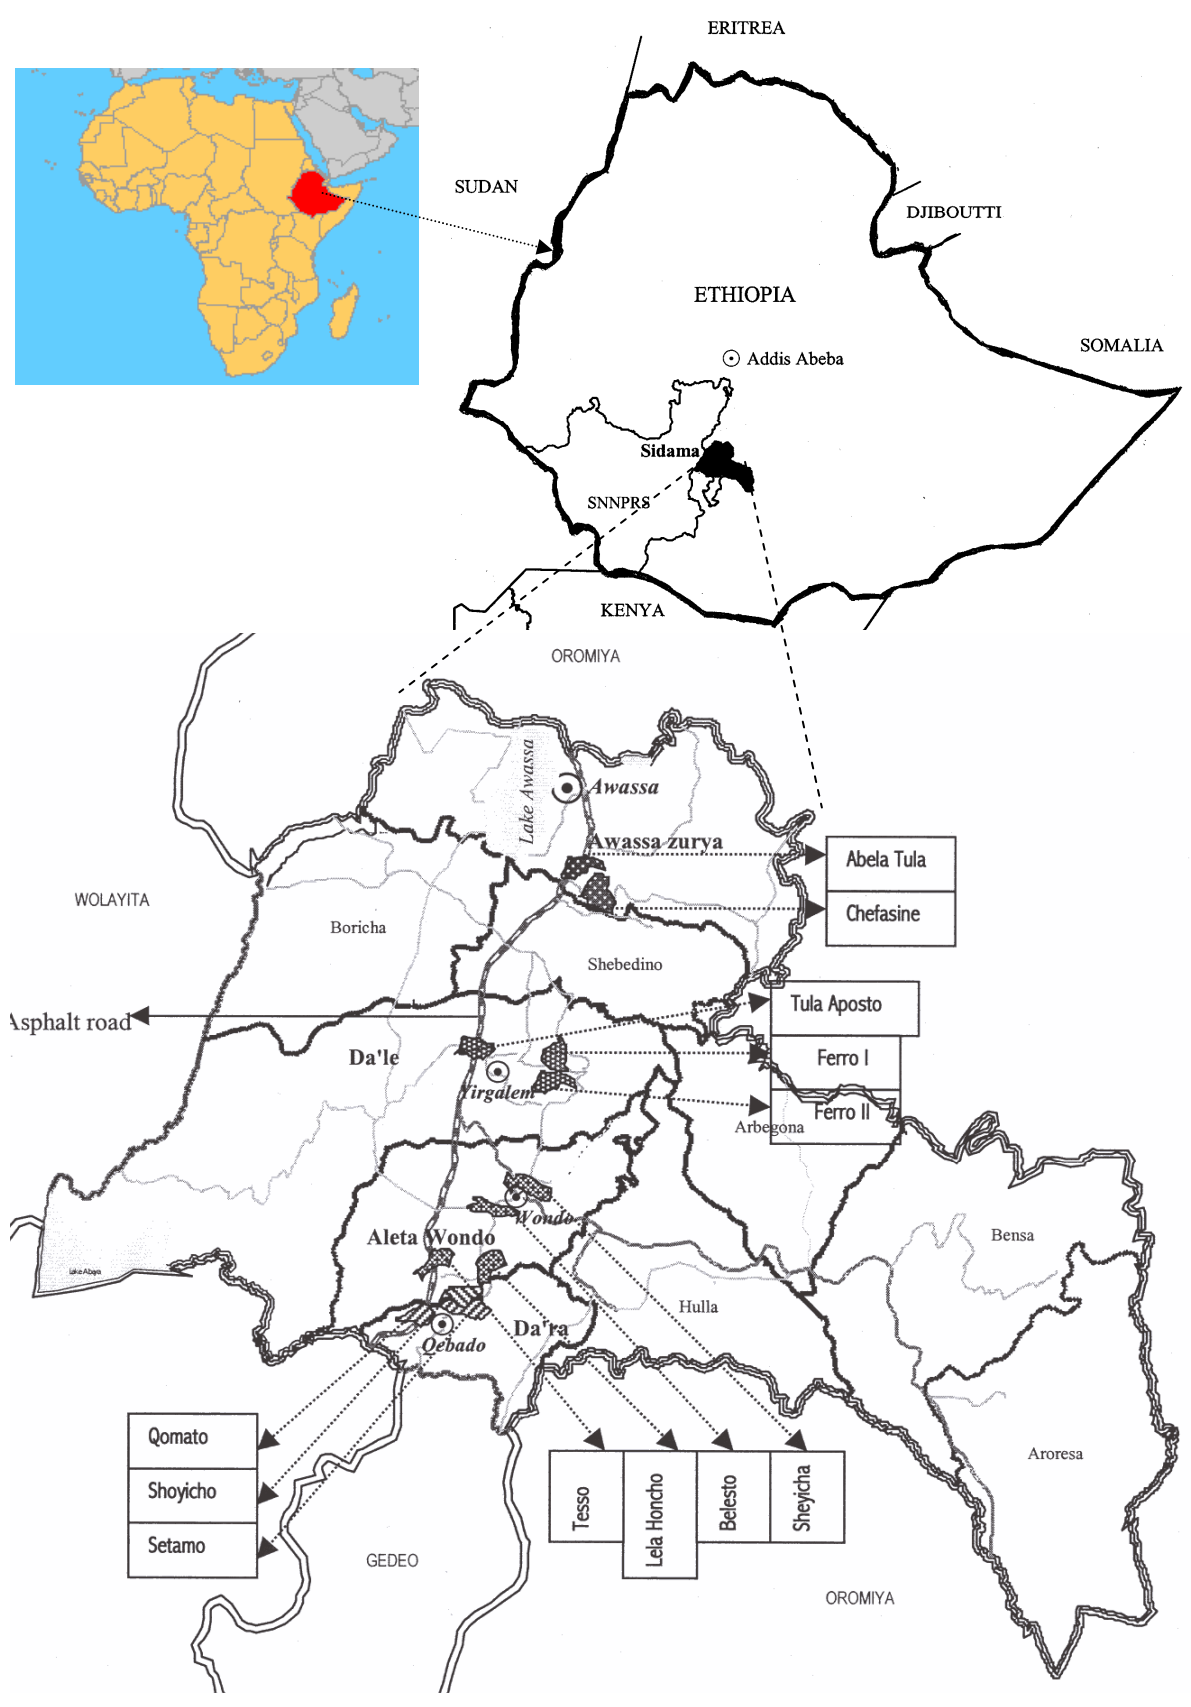 ERITREA
SUDAN
DJIBOUTTI
ETHIOPIA
SOMALIA
Addis Abeba
Sidama
SNNPRS
KENYA
OROMIYA
Lake Awassa
Awassa
Awassa zurya
Abela Tula
Chefasine
WOLAYITA
Boricha
Shebedino
Tula Aposto
Asphalt road
Da'le
Ferro I
Yirgalem
Ferro II
Arbegona
Wondo
Aleta Wondo
Bensa
Lake Abaya
Hulla
Da'ra
Qebado
Qomato
Shoyicho
Setamo
Tesso
Lela Honcho
Belesto
Sheyicha
Aroresa
GEDEO
OROMIYA